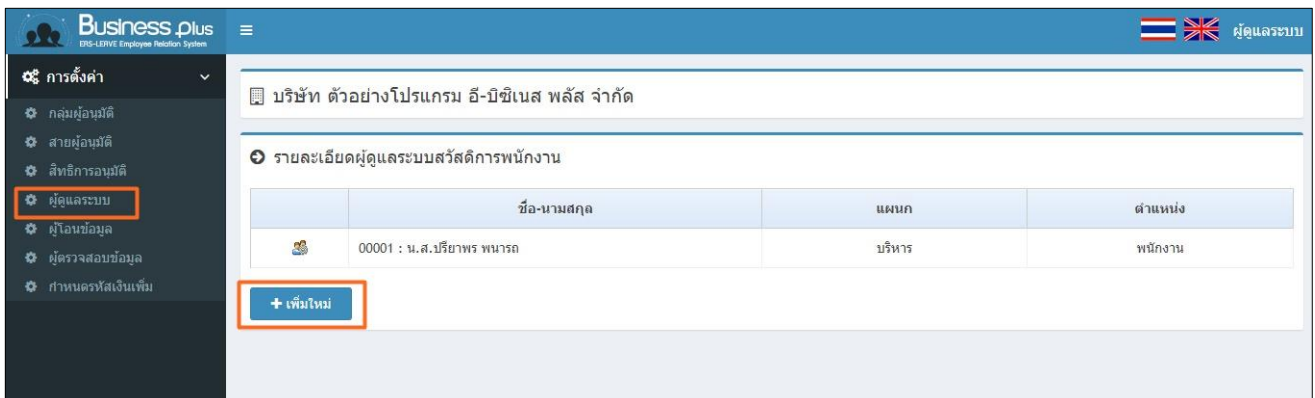 Business Plus
ERS-LERVE Employee Relation System
ผู้ดูแลระบบ
การตั้งค่า
กลุ่มผู้อนุมัติ
สายผู้อนุมัติ
สิทธิการอนุมัติ
ผู้ดูแลระบบ
ผู้โอนข้อมูล
ผู้ตรวจสอบข้อมูล
กำหนดรหัสเงินเพิ่ม
บริษัท ตัวอย่างโปรแกรม อี-บิซิเนส พลัส จำกัด
รายละเอียดผู้ดูแลระบบสวัสดิการพนักงาน
ชื่อ-นามสกุล แผนก ตำแหน่ง
00001 : น.ส.ปรียาพร พนารถ บริหาร พนักงาน
+ เพิ่มใหม่